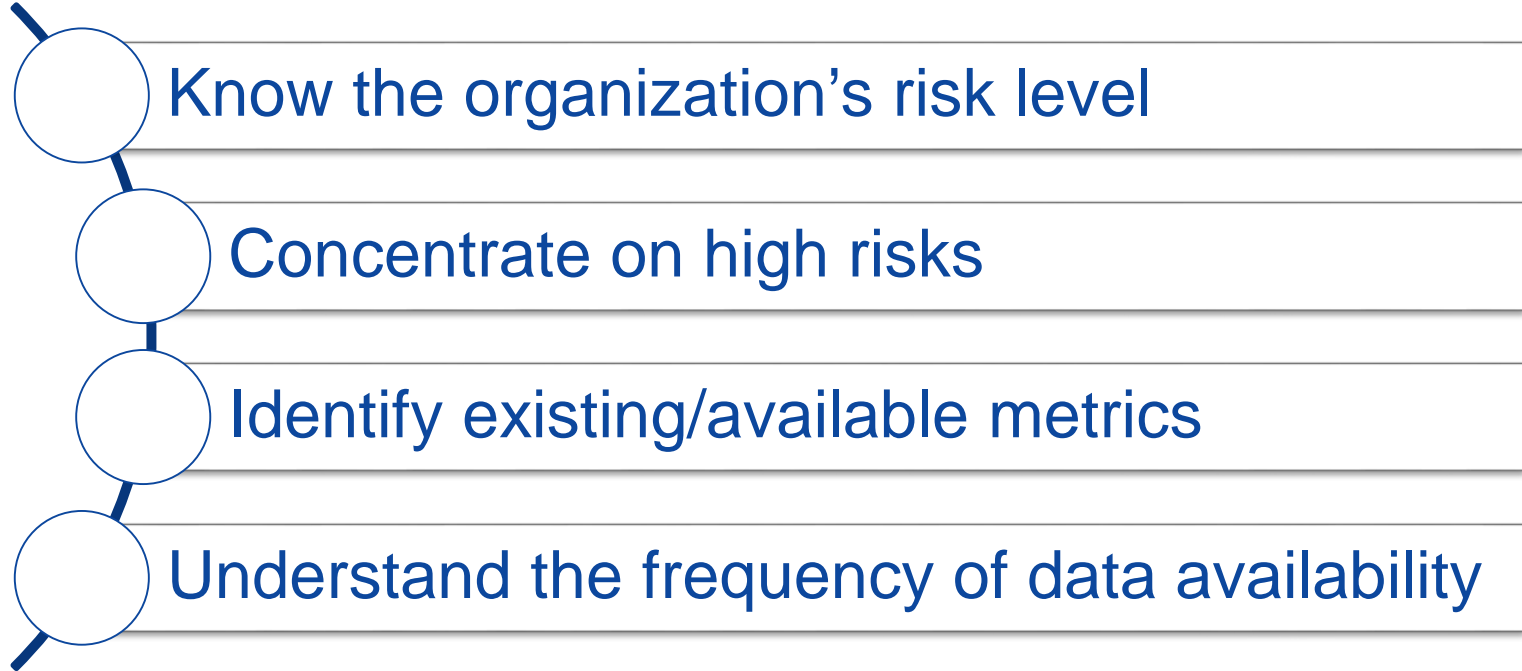 Know the organization’s risk level
Concentrate on high risks
Identify existing/available metrics
Understand the frequency of data availability